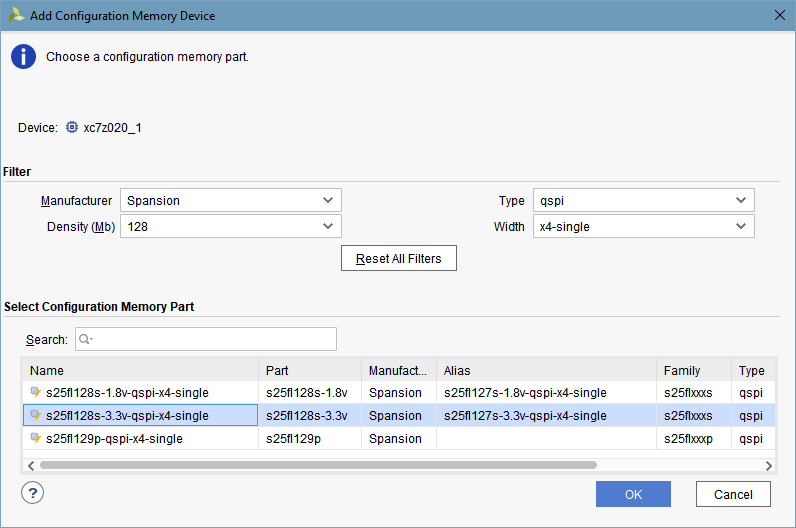 Add Configuration Memory Device
Choose a configuration memory part.
Device: xc7z020_1
Filter
Manufacturer Spansion Type qspi
Density (Mb) 128 Width x4-single
Reset All Filters
Select Configuration Memory Part
Search:
Name Part Manufact... Alias Family Type
s25fl128s-1.8v-qspi-x4-single s25fl128s-1.8v Spansion s25fl127s-1.8v-qspi-x4-single s25flxxxs qspi
s25fl128s-3.3v-qspi-x4-single s25fl128s-3.3v Spansion s25fl127s-3.3v-qspi-x4-single s25flxxxs qspi
s25fl129p-qspi-x4-single s25fl129p Spansion s25flxxxp qspi
? OK Cancel